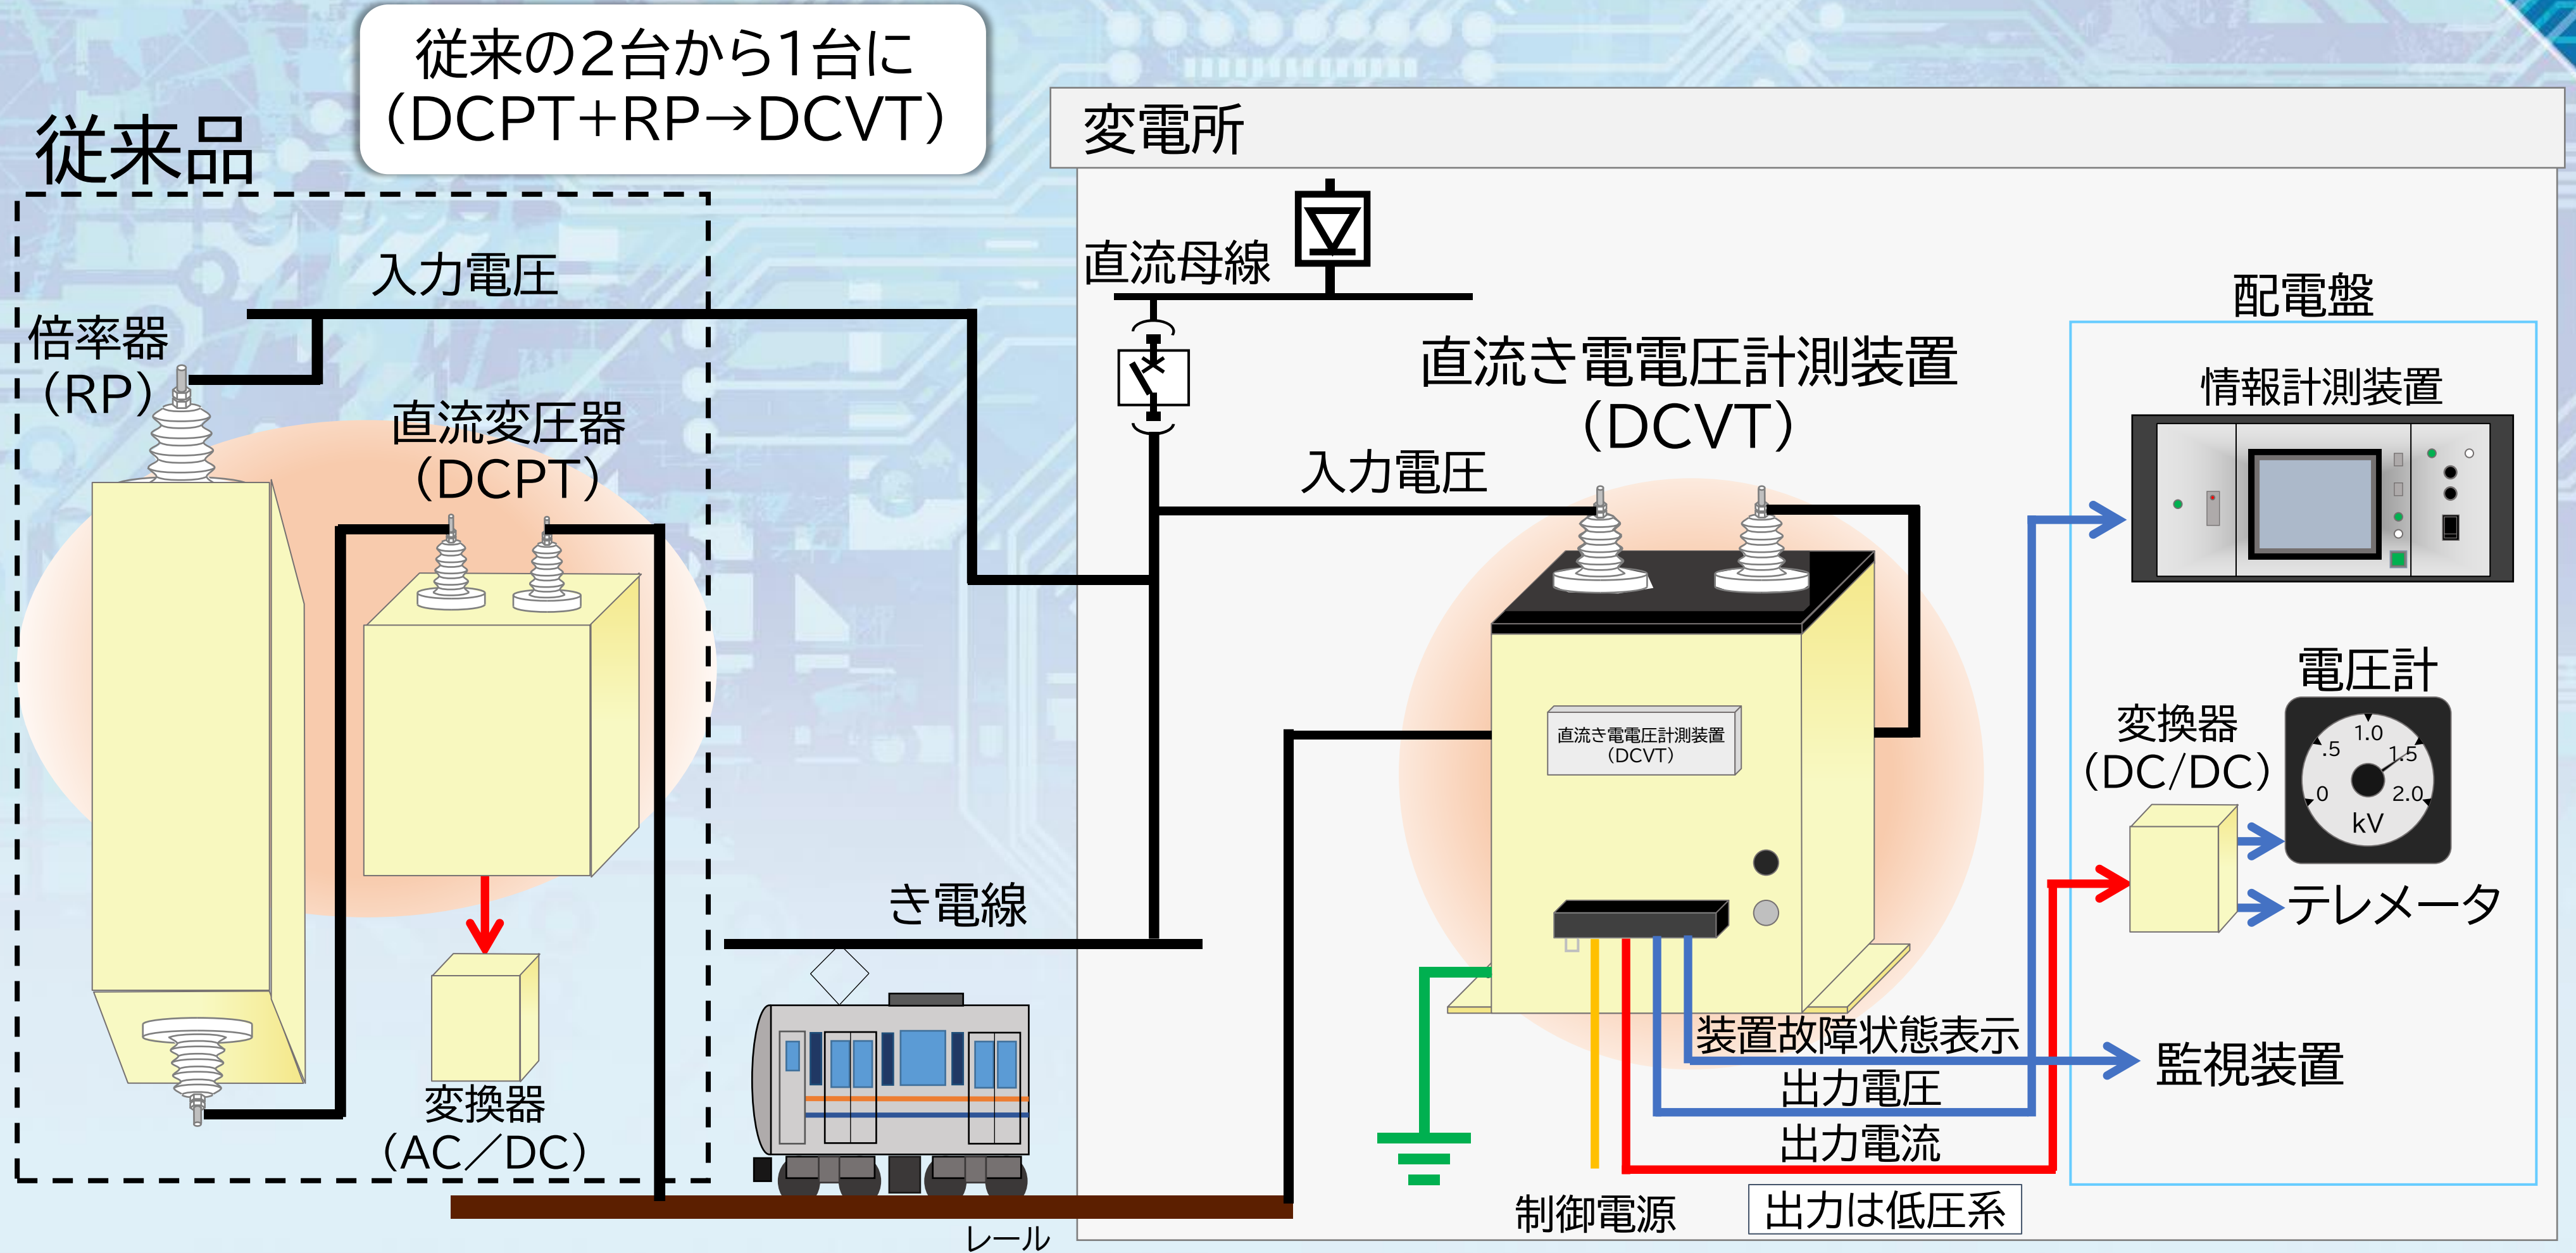 従来の2台から1台に
（DCPT＋RP→DCVT）
従来品
変電所
入力電圧
直流母線
倍率器
（RP）
直流変圧器
（DCPT）
変換器
（AC／DC）
き電線
レール
直流き電電圧計測装置
（DCVT）
入力電圧
直流き電電圧計測装置
（DCVT）
装置故障状態表示
出力電圧
出力電流
制御電源
出力は低圧系
配電盤
情報計測装置
電圧計
変換器
（DC/DC）
0
.5
1.0
1.5
2.0
kV
テレメータ
監視装置